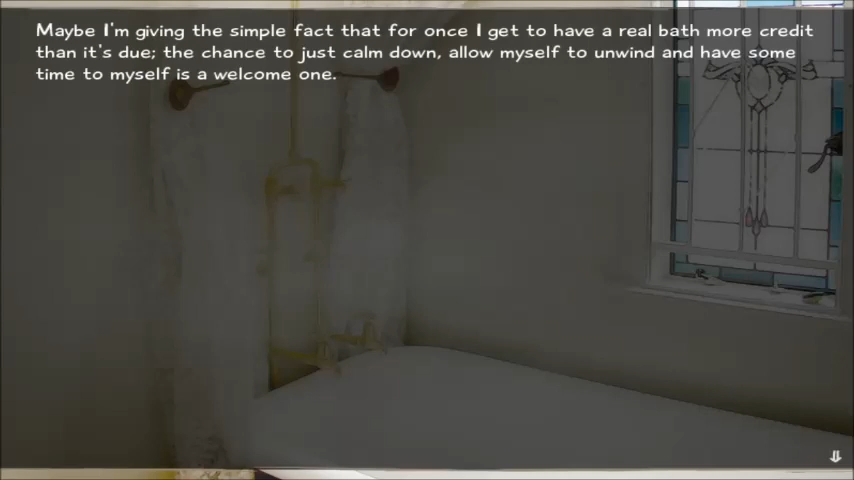 Maybe I'm giving the simple fact that for once I get to have a real bath more credit
than it's due; the chance to just calm down, allow myself to unwind and have some
time to myself is a welcome one.